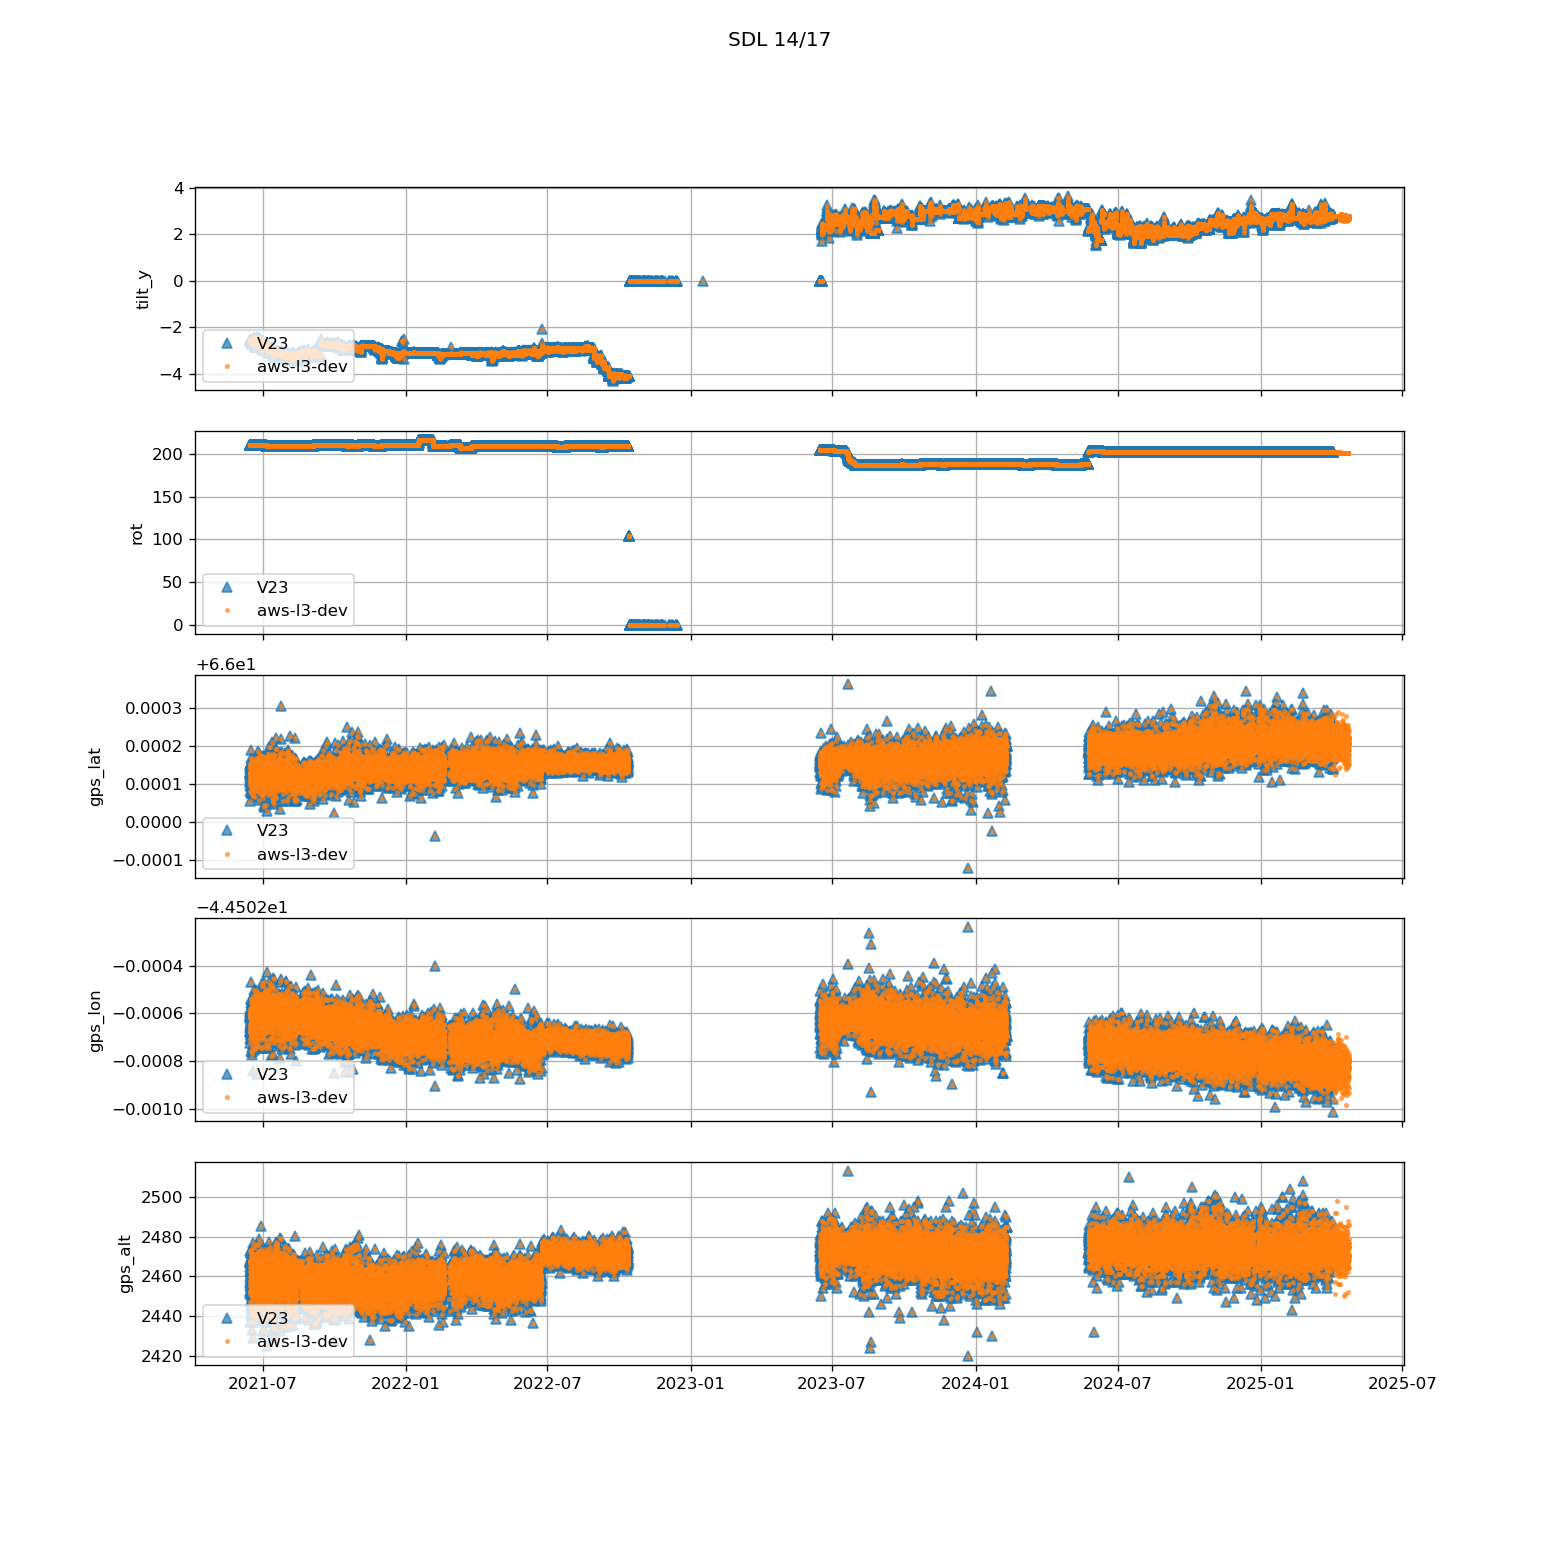 SDL 14/17
4
2
0
−2
−4
tilt_y
V23
aws-l3-dev
200
150
100
50
0
rot
V23
aws-l3-dev
+6.6e1
0.0003
0.0002
0.0001
0.0000
−0.0001
gps_lat
V23
aws-l3-dev
−4.4502e1
−0.0004
−0.0006
−0.0008
−0.0010
gps_lon
V23
aws-l3-dev
2500
2480
2460
2440
2420
gps_alt
V23
aws-l3-dev
2021-07 2022-01 2022-07 2023-01 2023-07 2024-01 2024-07 2025-01 2025-07